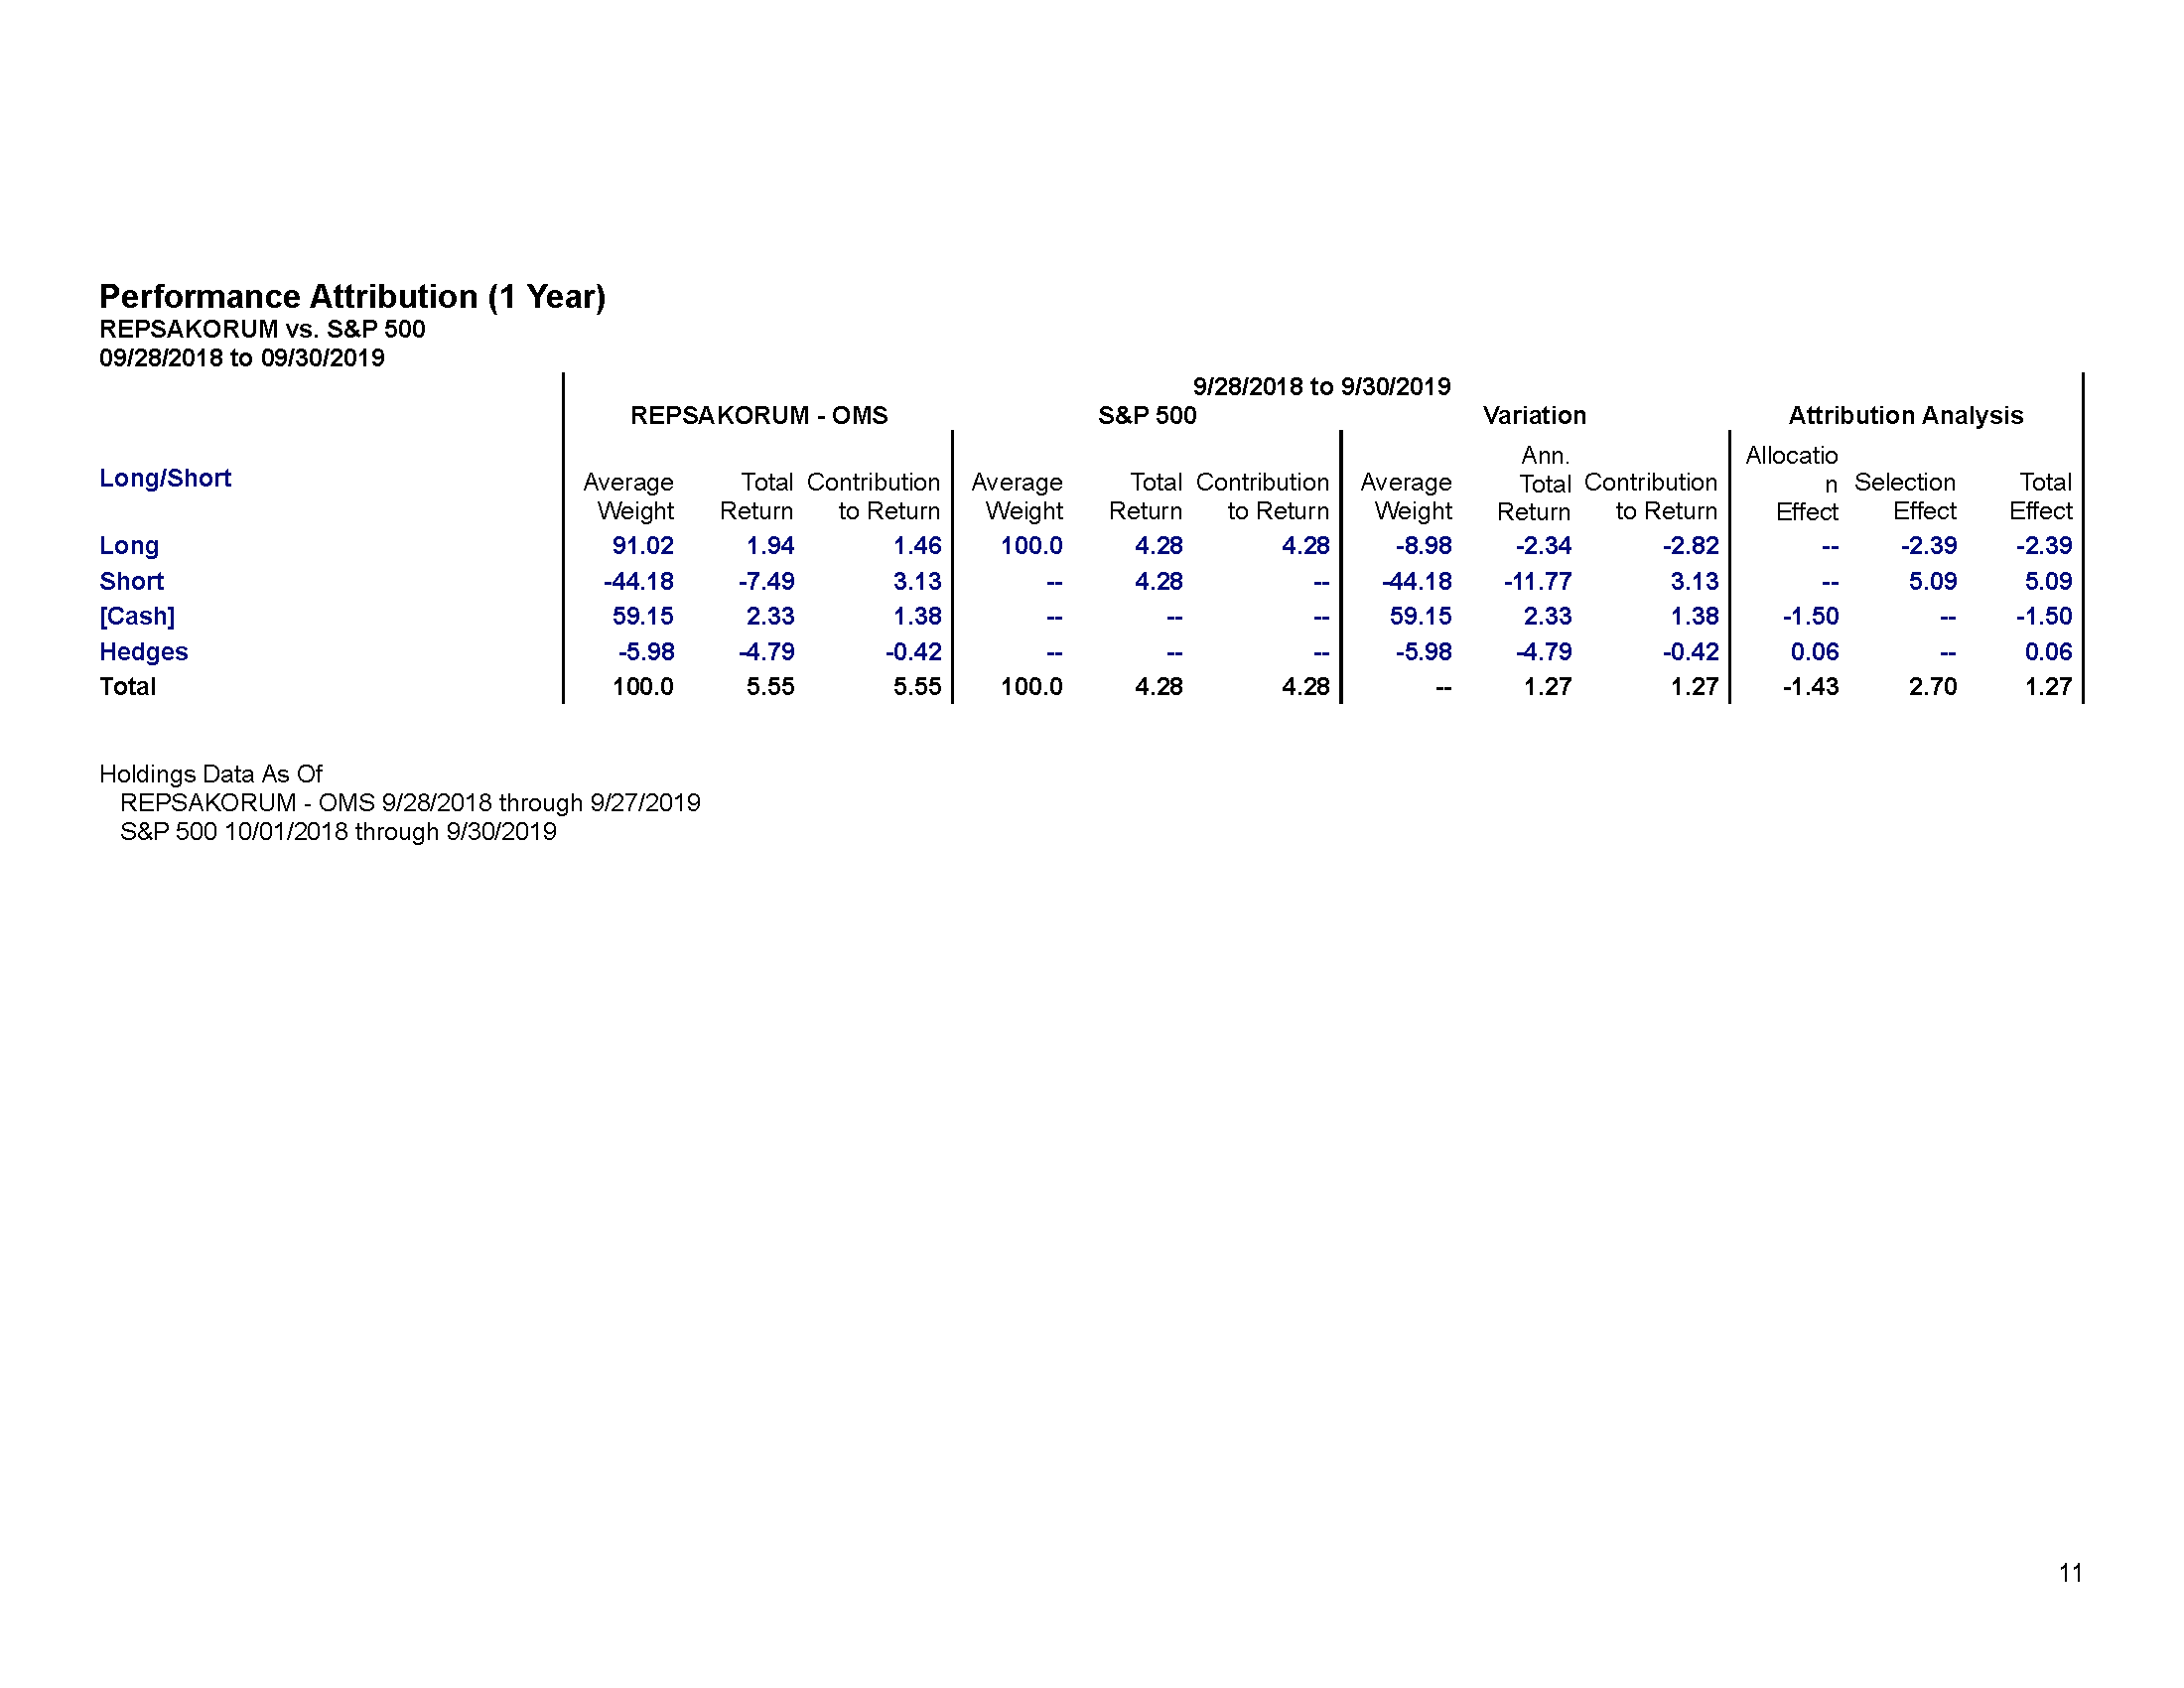 Performance Attribution (1 Year)
REPSAKORUM vs. S&P 500
09/28/2018 to 09/30/2019
9/28/2018 to 9/30/2019
REPSAKORUM - OMS S&P 500 Variation Attribution Analysis
Long/Short Average Weight Total Return Contribution to Return Average Weight Total Return Contribution to Return Average Weight Ann. Total Return Contribution to Return Allocatio n Effect Selection Effect Total Effect
Long 91.02 1.94 1.46 100.0 4.28 4.28 -8.98 -2.34 -2.82 -- -2.39 -2.39
Short -44.18 -7.49 3.13 -- 4.28 -- -44.18 -11.77 3.13 -- 5.09 5.09
[Cash] 59.15 2.33 1.38 -- -- -- 59.15 2.33 1.38 -1.50 -- -1.50
Hedges -5.98 -4.79 -0.42 -- -- -- -5.98 -4.79 -0.42 0.06 -- 0.06
Total 100.0 5.55 5.55 100.0 4.28 4.28 -- 1.27 1.27 -1.43 2.70 1.27
Holdings Data As Of
REPSAKORUM - OMS 9/28/2018 through 9/27/2019
S&P 500 10/01/2018 through 9/30/2019
11